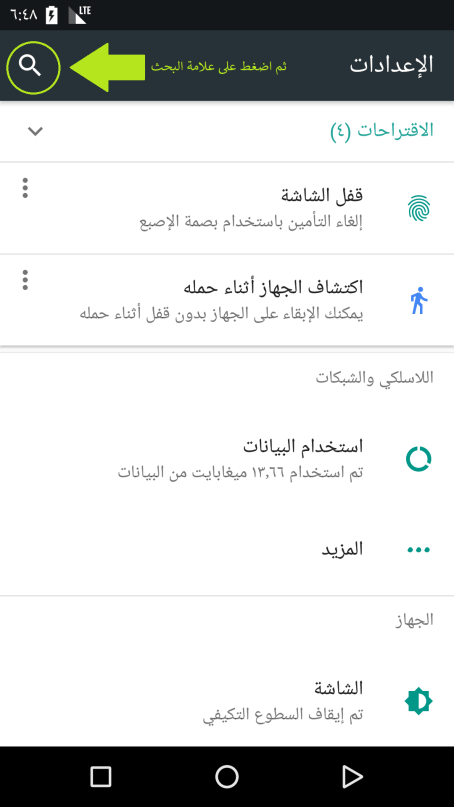 ٦:٤٨
LTE
الإعدادات
ثم اضغط على علامة البحث
الاقتراحات (٤)
قفل الشاشة
إلغاء التأمين باستخدام بصمة الإصبع
اكتشاف الجهاز أثناء حمله
يمكنك الإبقاء على الجهاز بدون قفل أثناء حمله
اللاسلكي والشبكات
استخدام البيانات
تم استخدام ١٣,٦٦ ميغابايت من البيانات
المزيد
الجهاز
الشاشة
تم إيقاف السطوع التكيفي